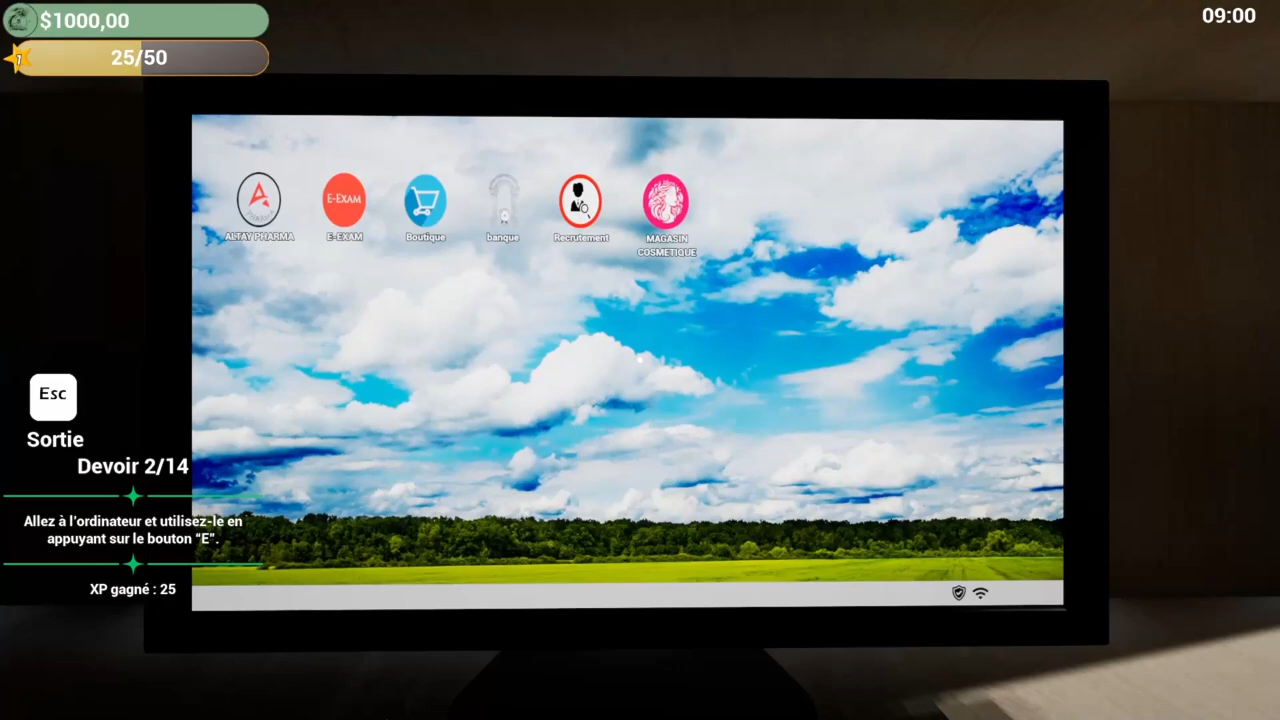 $1000,00
09:00
1
25/50
E-EXAM
ALTAY PHARMA
E-EXAM
Boutique
banque
Recrutement
MAGASIN
COSMETIQUE
Esc
Sortie
Devoir 2/14
Allez à l'ordinateur et utilisez-le en
appuyant sur le bouton “E”.
XP gagné : 25